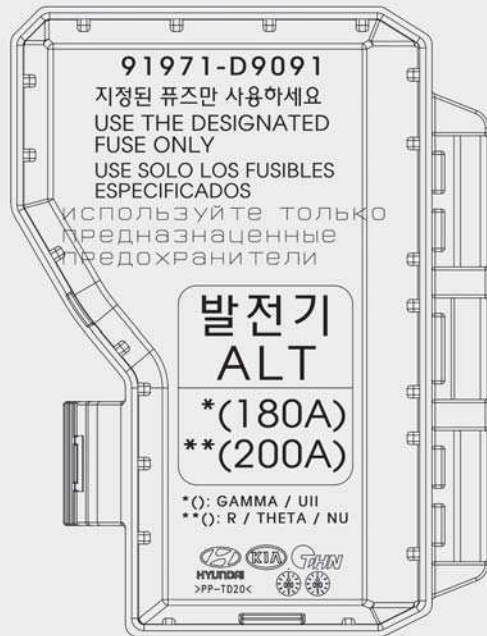 91971-D9091
지정된 퓨즈만 사용하세요
USE THE DESIGNATED
FUSE ONLY
USE SOLO LOS FUSIBLES
ESPECIFICADOS
используйте только
предназнаценные
предохранители
발전기
ALT
*(180A)
**(200A)
*(): GAMMA / UII
**(): R / THETA / NU
HYUNDAI
KIA
THN
>PP-TD20<